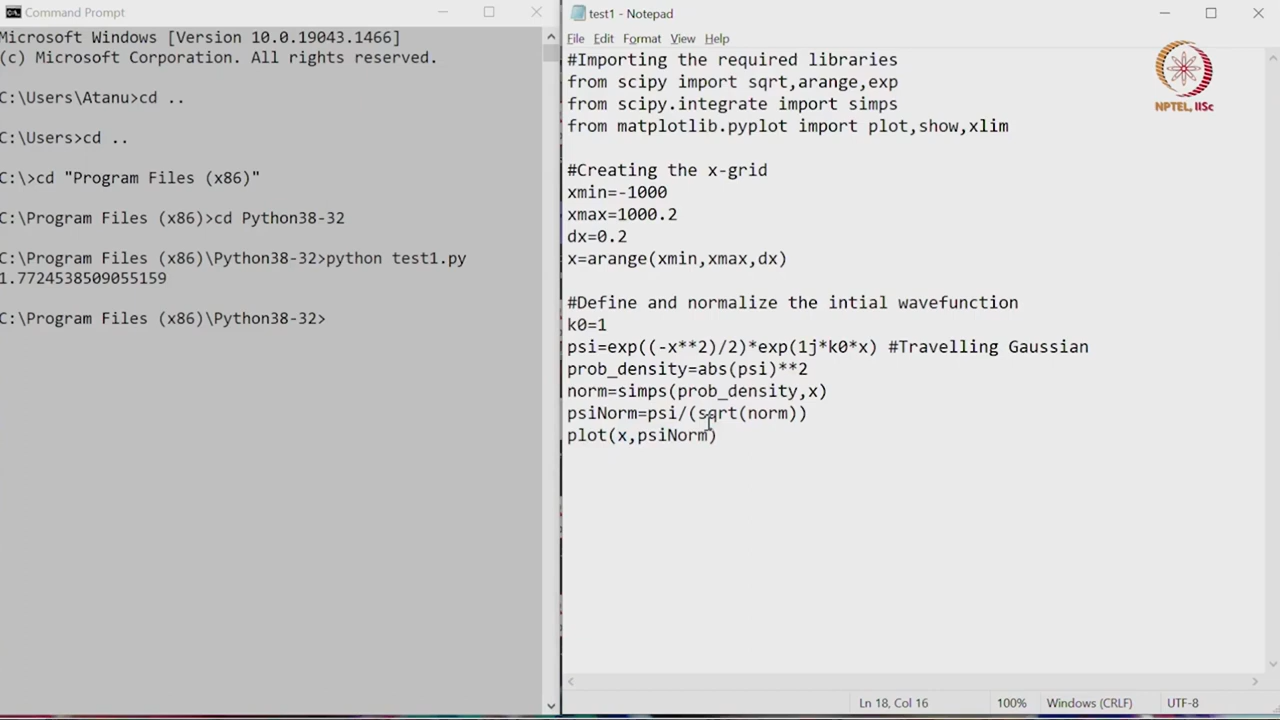 Command Prompt
Microsoft Windows [Version 10.0.19043.1466]
(c) Microsoft Corporation. All rights reserved.
C:\Users\Atanu>cd ..
C:\Users>cd ..
C:\>cd "Program Files (x86)"
C:\Program Files (x86)>cd Python38-32
C:\Program Files (x86)\Python38-32>python test1.py
1.7724538509055159
C:\Program Files (x86)\Python38-32>
test1 - Notepad
File Edit Format View Help
#Importing the required libraries
from scipy import sqrt,arange,exp
from scipy.integrate import simps
from matplotlib.pyplot import plot,show,xlim
#Creating the x-grid
xmin=-1000
xmax=1000.2
dx=0.2
x=arange(xmin,xmax,dx)
#Define and normalize the intial wavefunction
k0=1
psi=exp((-x**2)/2)*exp(1j*k0*x) #Travelling Gaussian
prob_density=abs(psi)**2
norm=simps(prob_density,x)
psiNorm=psi/(sqrt(norm))
plot(x,psiNorm)
NPTEL, IISc
Ln 18, Col 16
100%
Windows (CRLF)
UTF-8